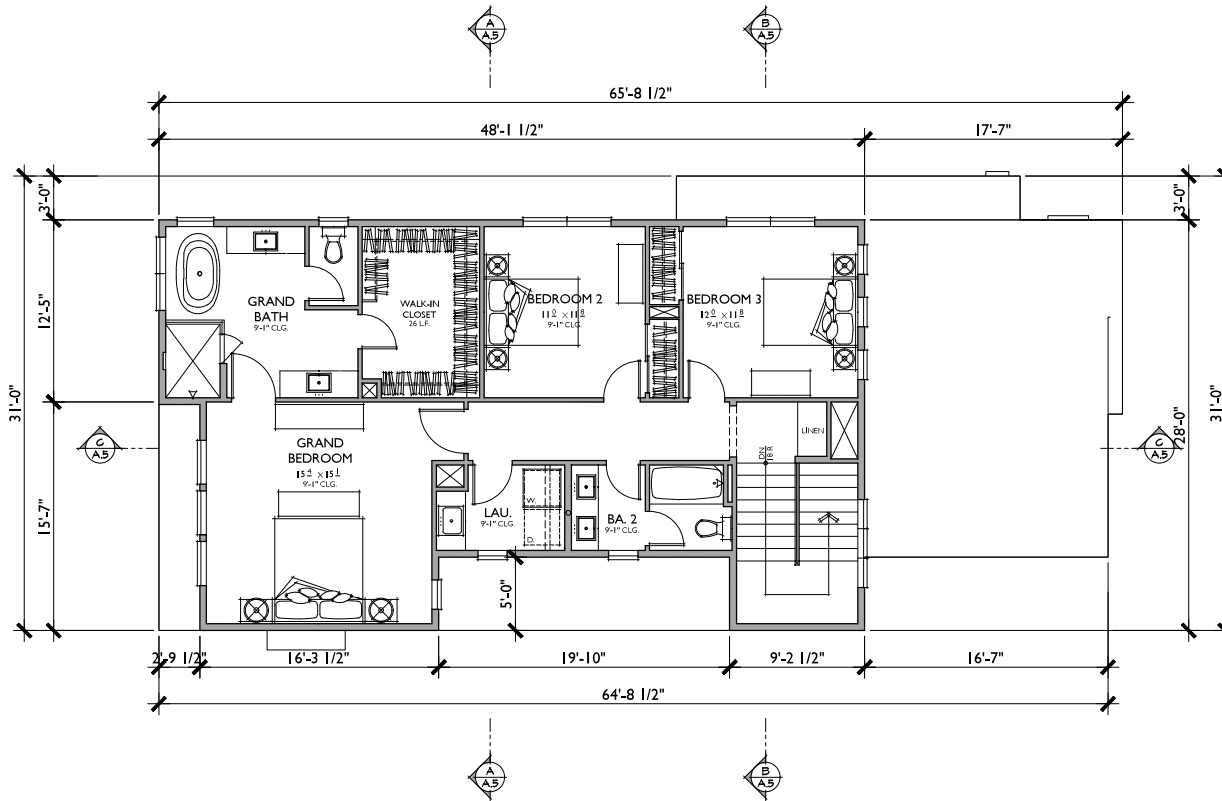 A
A.5
B
A.5
65'-8 1/2"
48'-1 1/2"
17'-7"
3'-0"
3'-0"
12'-5"
31'-0"
15'-7"
28'-0"
31'-0"
GRAND
BATH
9'-1" CLG.
WALK-IN
CLOSET
26 L.F.
BEDROOM 2
11 0 x 11 8
9'-1" CLG.
BEDROOM 3
12 0 x 11 8
9'-1" CLG.
C
A.5
C
A.5
GRAND
BEDROOM
15 4 x 15 1
9'-1" CLG.
LINEN
DN
18 R
W.
D.
LAU.
9'-1" CLG.
BA. 2
9'-1" CLG.
5'-0"
2'-9 1/2"
16'-3 1/2"
19'-10"
9'-2 1/2"
16'-7"
64'-8 1/2"
A
A.5
B
A.5